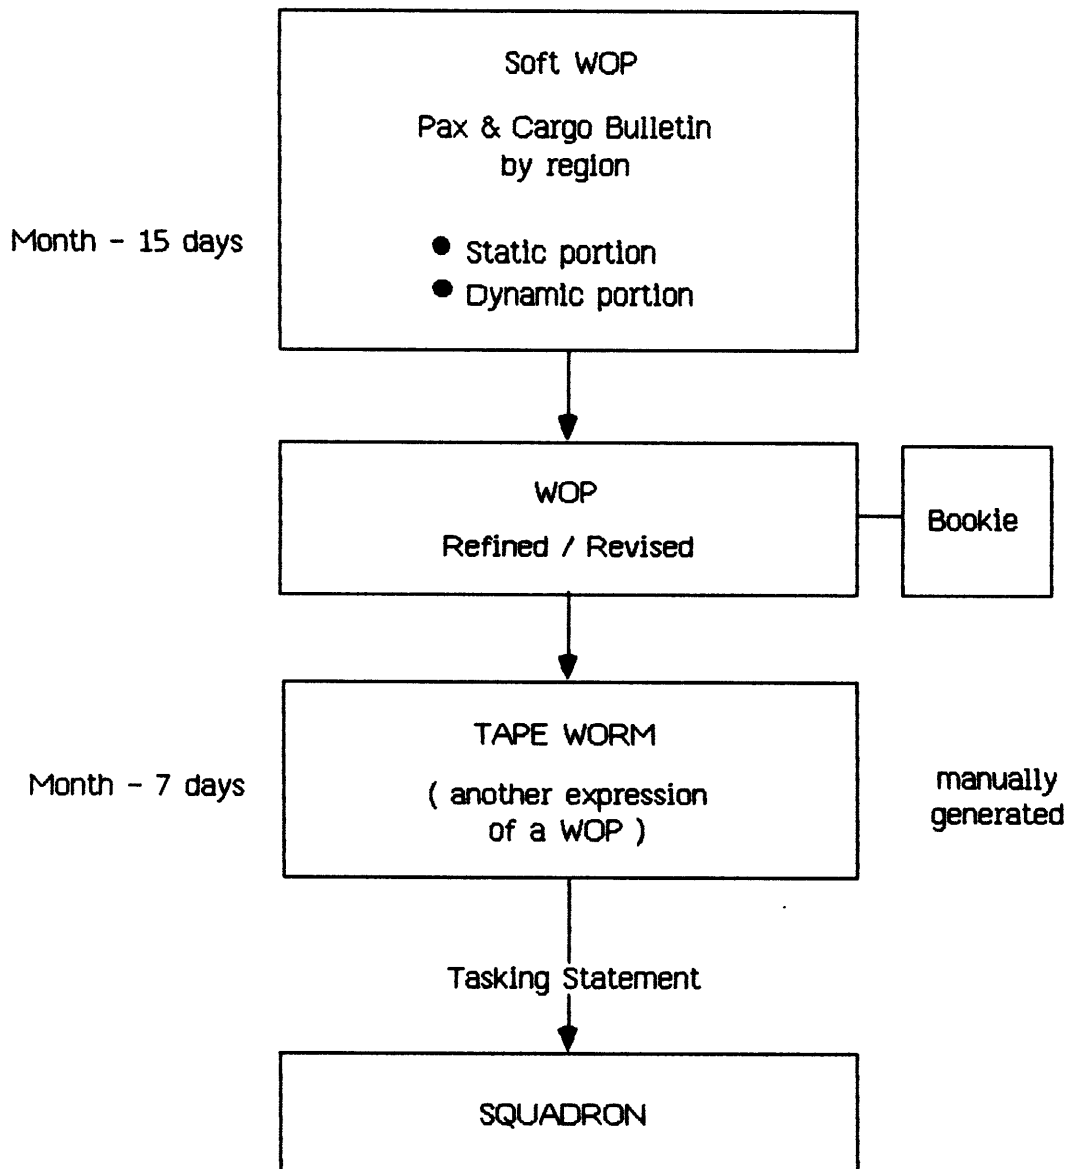 Soft WOP
Pax & Cargo Bulletin
by region
Month - 15 days
● Static portion
● Dynamic portion
WOP
Refined / Revised
Bookie
TAPE WORM
( another expression
of a WOP )
Month - 7 days
manually
generated
Tasking Statement
SQUADRON